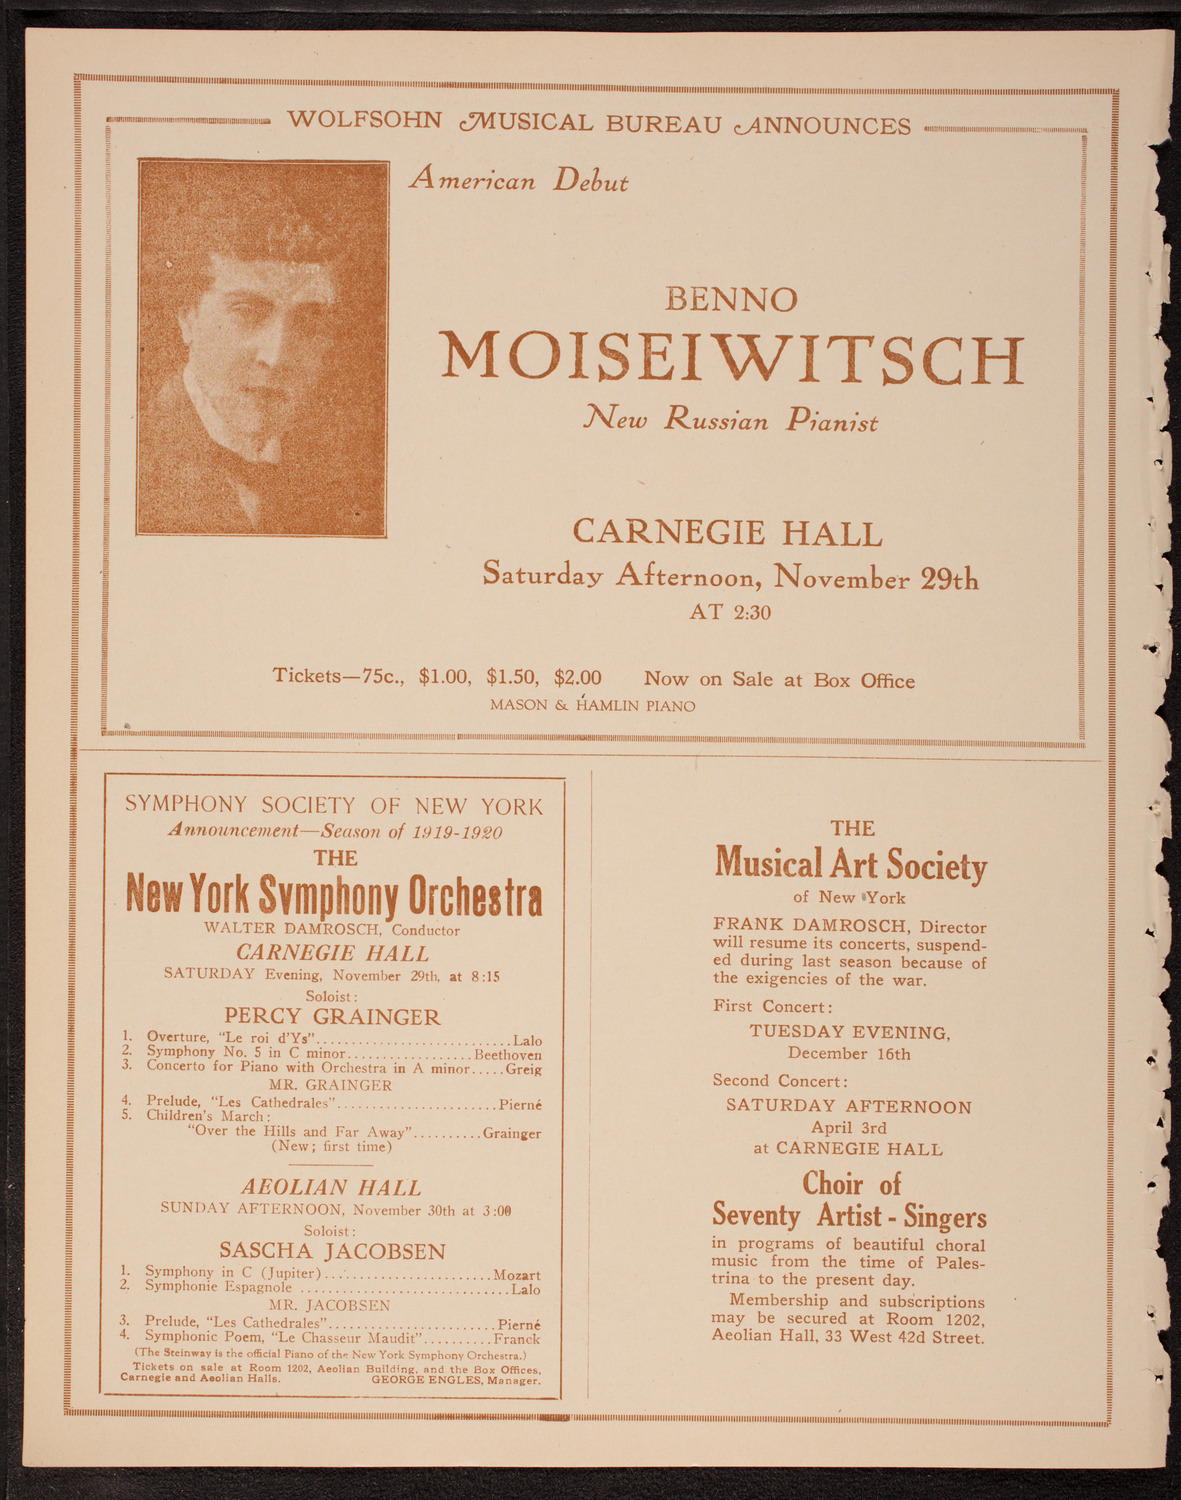 WOLFSOHN MUSICAL BUREAU ANNOUNCES
American Debut
BENNO
MOISEIWITSCH
New Russian Pianist
CARNEGIE HALL
Saturday Afternoon, November 29th
AT 2:30
Tickets—75c., $1.00, $1.50, $2.00 Now on Sale at Box Office
MASON & HAMLIN PIANO
SYMPHONY SOCIETY OF NEW YORK
Announcement—Season of 1919-1920
THE
New York Symphony Orchestra
WALTER DAMROSCH, Conductor
CARNEGIE HALL
SATURDAY Evening, November 29th, at 8:15
Soloist:
PERCY GRAINGER
1. Overture, "Le roi d'Ys"............................Lalo
2. Symphony No. 5 in C minor..................Beethoven
3. Concerto for Piano with Orchestra in A minor.....Greig
MR. GRAINGER
4. Prelude, "Les Cathedrales".......................Pierné
5. Children's March:
"Over the Hills and Far Away"..........Grainger
(New; first time)
AEOLIAN HALL
SUNDAY AFTERNOON, November 30th at 3:00
Soloist:
SASCHA JACOBSEN
1. Symphony in C (Jupiter)........................Mozart
2. Symphonie Espagnole ..............................Lalo
MR. JACOBSEN
3. Prelude, "Les Cathedrales"........................Pierné
4. Symphonic Poem, "Le Chasseur Maudit"..........Franck
(The Steinway is the official Piano of the New York Symphony Orchestra.)
Tickets on sale at Room 1202, Aeolian Building, and the Box Offices,
Carnegie and Aeolian Halls. GEORGE ENGLES, Manager.
THE
Musical Art Society
of New York
FRANK DAMROSCH, Director
will resume its concerts, suspend-
ed during last season because of
the exigencies of the war.
First Concert:
TUESDAY EVENING,
December 16th
Second Concert:
SATURDAY AFTERNOON
April 3rd
at CARNEGIE HALL
Choir of
Seventy Artist-Singers
in programs of beautiful choral
music from the time of Pales-
trina to the present day.
Membership and subscriptions
may be secured at Room 1202,
Aeolian Hall, 33 West 42d Street.